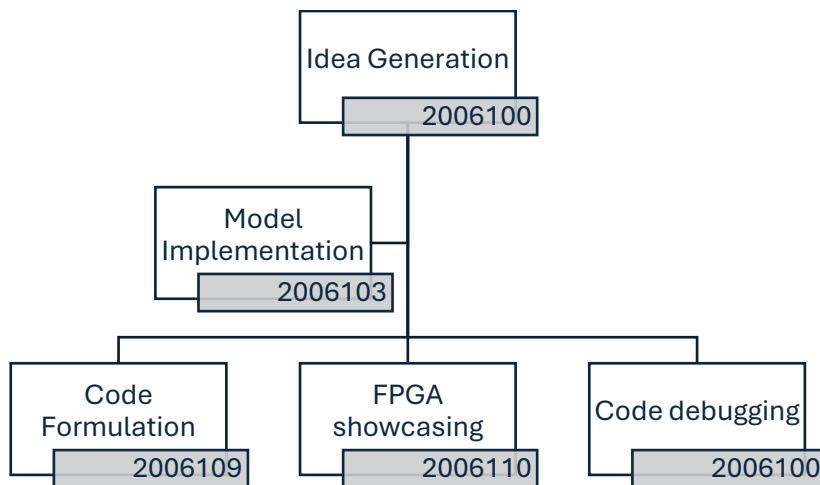 Idea Generation
2006100
Model
Implementation
2006103
Code
Formulation
2006109
FPGA
showcasing
2006110
Code debugging
2006100